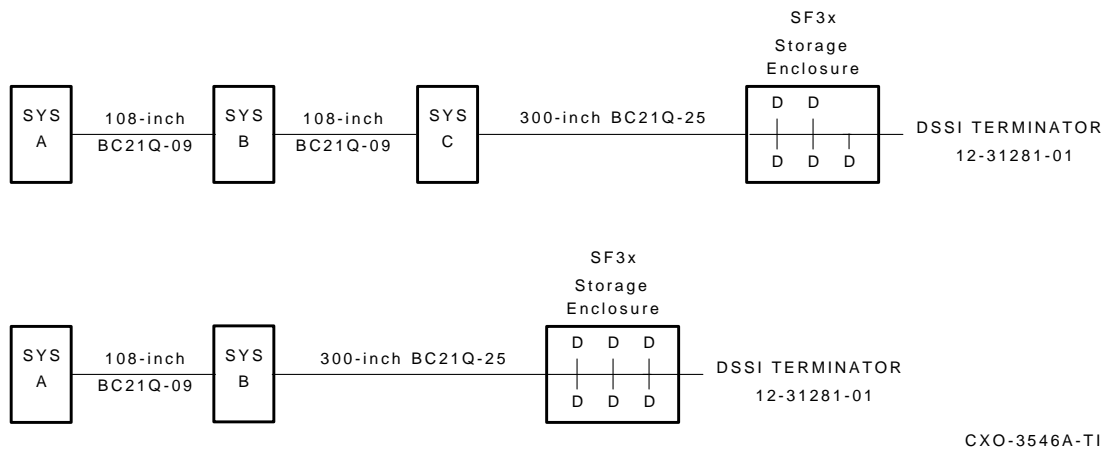 SF3x
Storage
Enclosure
SYS
A
108-inch
BC21Q-09
SYS
B
108-inch
BC21Q-09
SYS
C
300-inch BC21Q-25
D D
D D D
DSSI TERMINATOR
12-31281-01
SF3x
Storage
Enclosure
SYS
A
108-inch
BC21Q-09
SYS
B
300-inch BC21Q-25
D D D
D D D
DSSI TERMINATOR
12-31281-01
CXO-3546A-TI